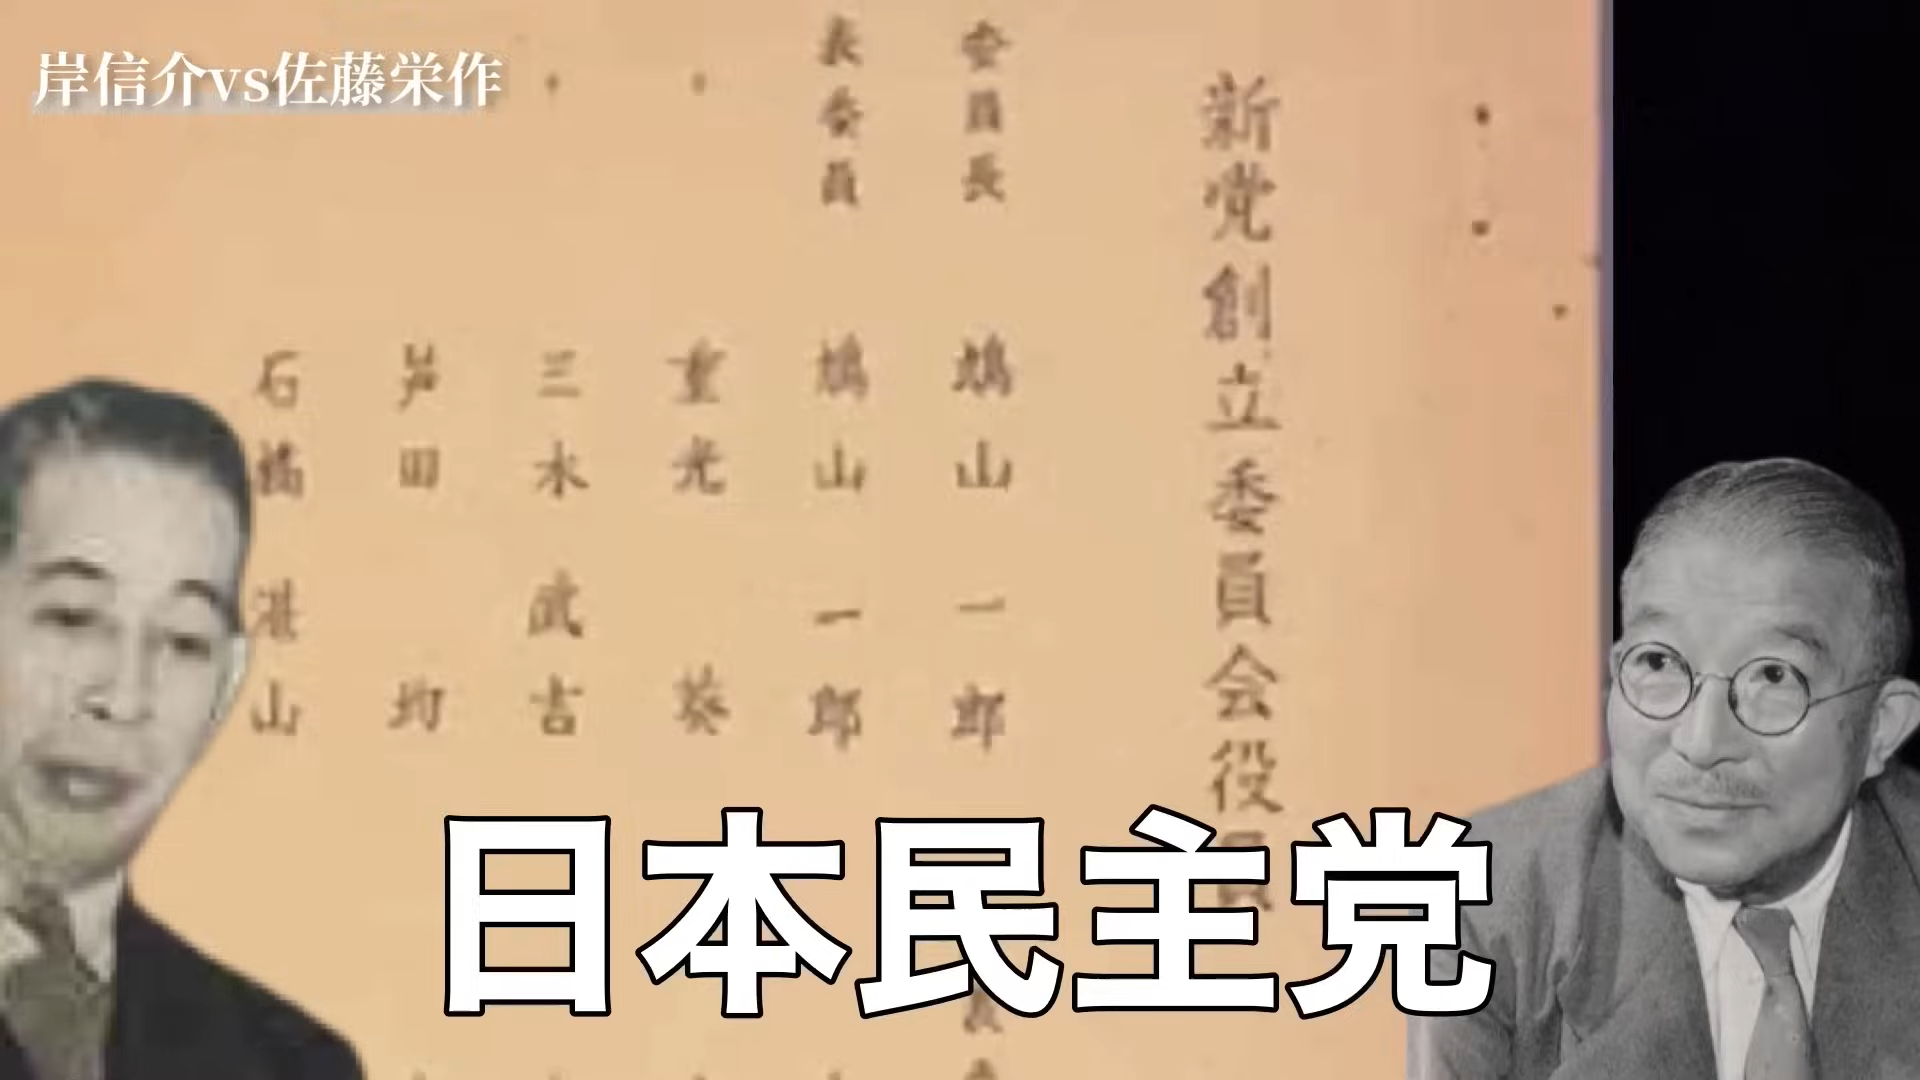 岸信介vs佐藤栄作
新党創立委員会役員
委員長 鳩山一郎
表委員 鳩山一郎
重光葵
三木武吉
芦田均
石橋湛山
日本民主党